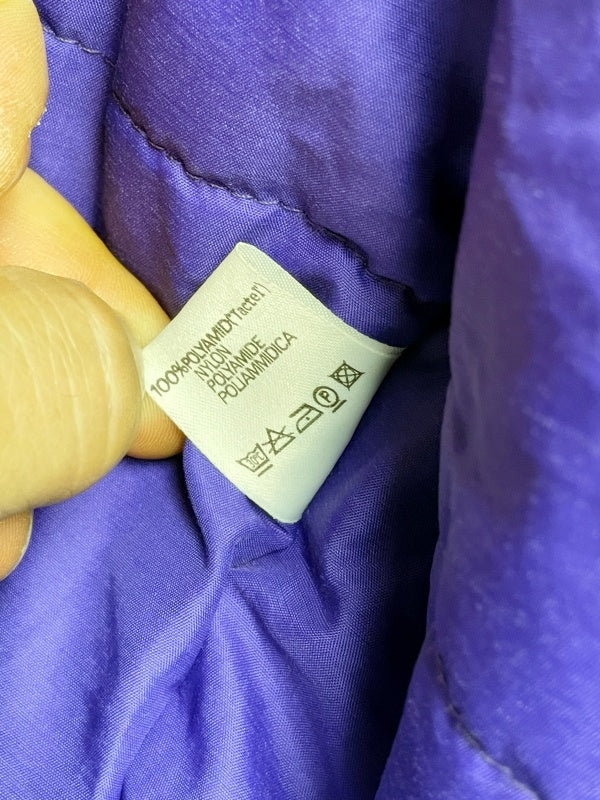 100%POLYAMID("Tactel")
NYLON
POLYAMIDE
POLIAMMIDICA
P